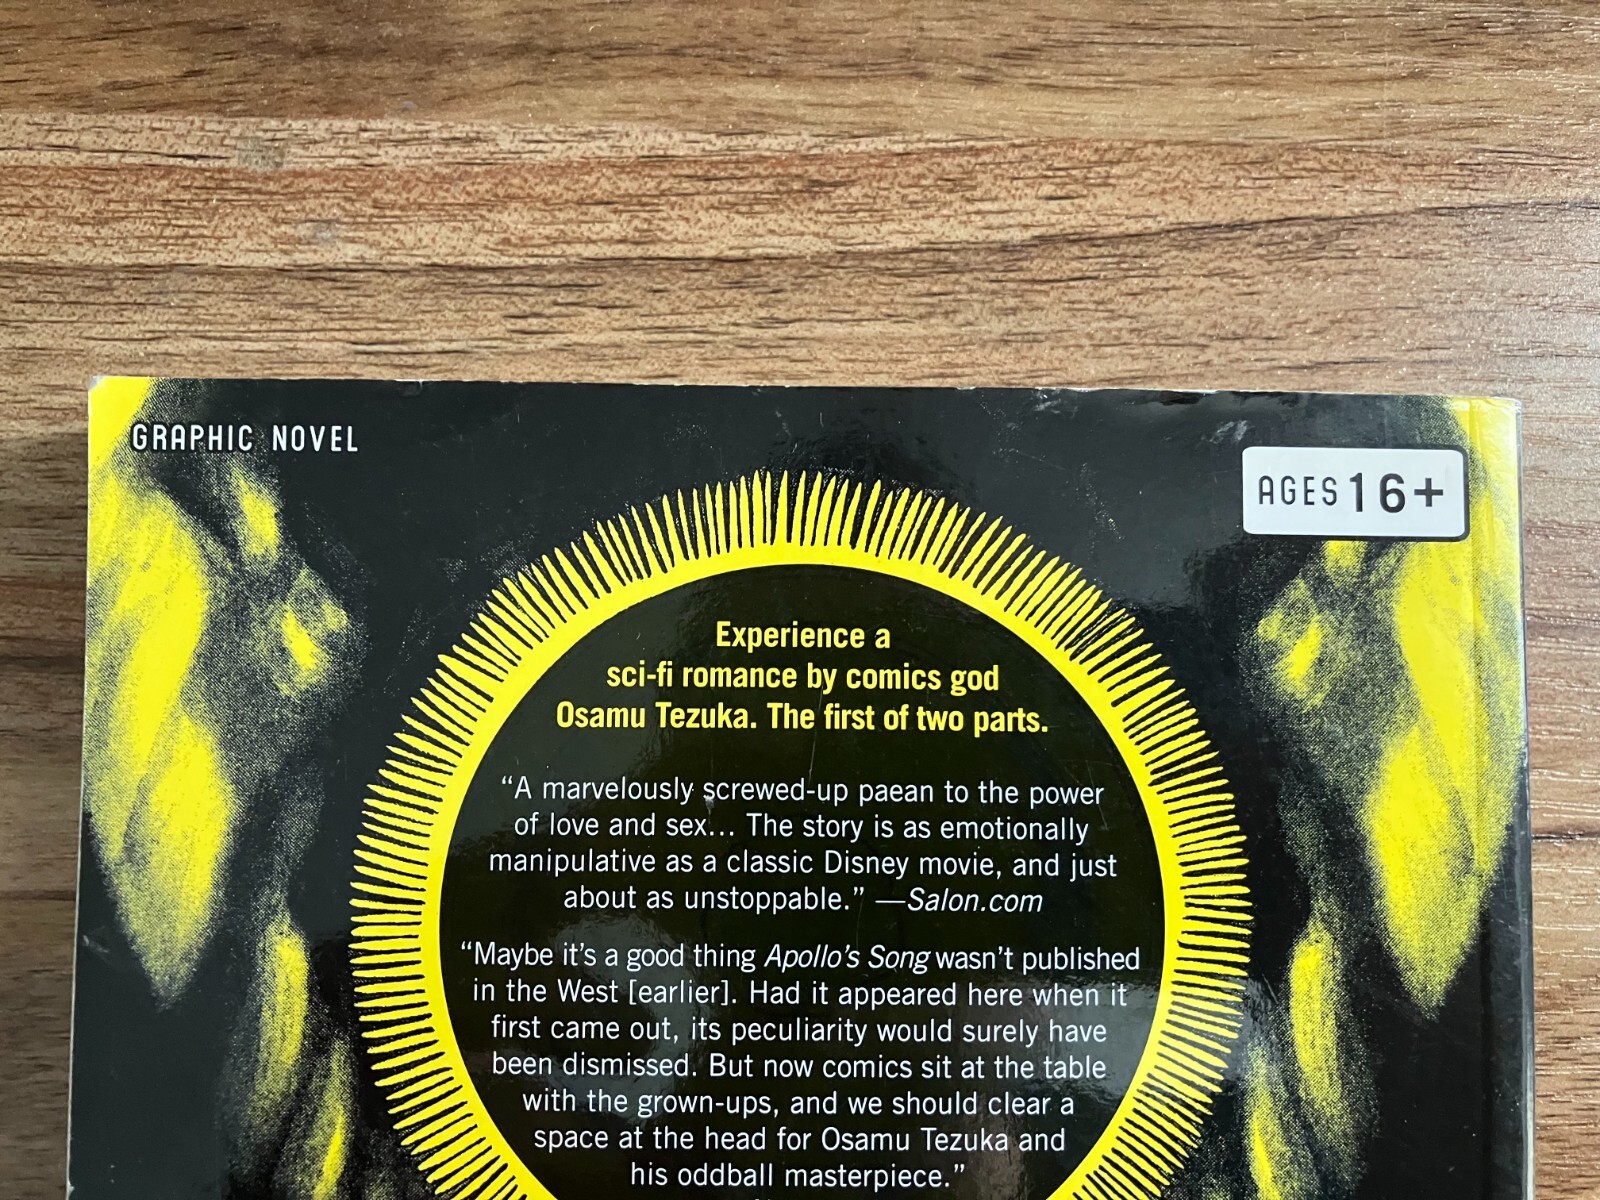 GRAPHIC NOVEL
AGES 16+
Experience a
sci-fi romance by comics god
Osamu Tezuka. The first of two parts.
“A marvelously screwed-up paean to the power
of love and sex... The story is as emotionally
manipulative as a classic Disney movie, and just
about as unstoppable.” —Salon.com
“Maybe it’s a good thing Apollo’s Song wasn’t published
in the West [earlier]. Had it appeared here when it
first came out, its peculiarity would surely have
been dismissed. But now comics sit at the table
with the grown-ups, and we should clear a
space at the head for Osamu Tezuka and
his oddball masterpiece.”